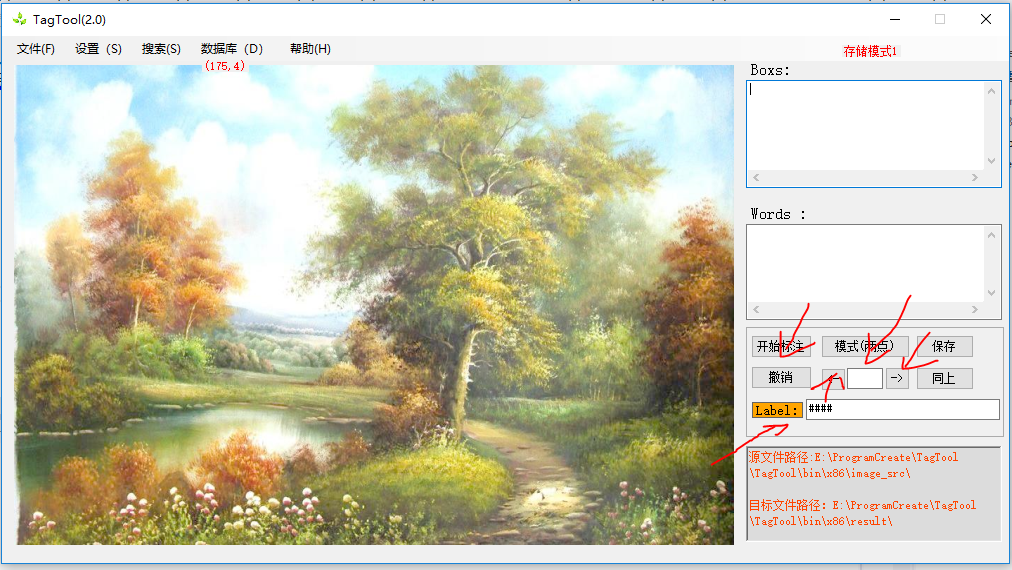 TagTool(2.0)
文件(F) 设置 (S) 搜索(S) 数据库 (D) 帮助(H)
(175,4)
存储模式1
Boxs:
Words :
开始标注 模式(两点) 保存
撤销 <- -> 同上
Label: ####
源文件路径:E:\ProgramCreate\TagTool
\TagTool\bin\x86\image_src\
目标文件路径: E:\ProgramCreate\TagTool
\TagTool\bin\x86\result\